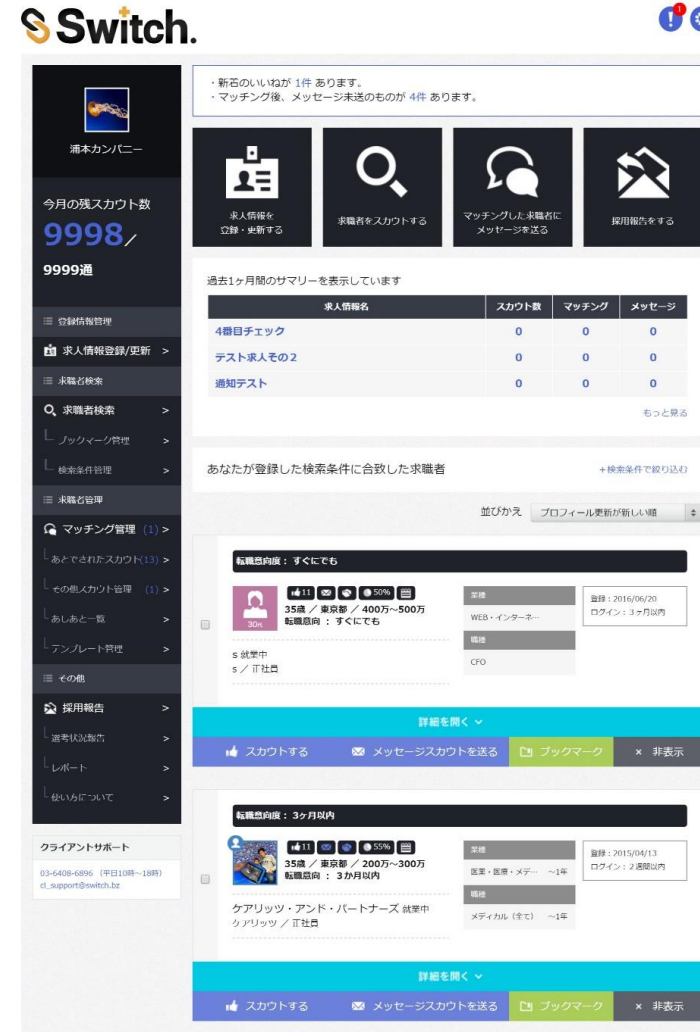 Switch.
1
・新着のいいねが 1件 あります。
・マッチング後、メッセージ未送のものが 4件 あります。
浦本カンパニー
今月の残スカウト数
9998/
9999通
求人情報を
登録・更新する
求職者をスカウトする
マッチングした求職者に
メッセージを送る
採用報告をする
過去1ヶ月間のサマリーを表示しています
求人情報名 スカウト数 マッチング メッセージ
4番目チェック 0 0 0
テスト求人その2 0 0 0
通知テスト 0 0 0
もっと見る
登録情報管理
求人情報登録/更新 >
求職者検索
求職者検索 >
ブックマーク管理 >
検索条件管理 >
求職者管理
マッチング管理 (1) >
あとでされたスカウト(13) >
その他スカウト管理 (1) >
あしあと一覧 >
テンプレート管理 >
その他
採用報告 >
選考状況報告 >
レポート >
使い方について >
クライアントサポート
03-6408-6896 (平日10時～18時)
cl_support@switch.bz
あなたが登録した検索条件に合致した求職者
+検索条件で絞り込む
並びかえ プロフィール更新が新しい順
転職意向度： すぐにでも
11 50%
35歳 ／ 東京都 ／ 400万～500万
転職意向 ： すぐにでも
30代
s 就業中
s ／ 正社員
業種
WEB・インターネ…
職種
CFO
登録：2016/06/20
ログイン：3ヶ月以内
詳細を開く
スカウトする メッセージスカウトを送る ブックマーク × 非表示
転職意向度： 3ヶ月以内
11 55%
35歳 ／ 東京都 ／ 200万～300万
転職意向 ： 3か月以内
ケアリッツ・アンド・パートナーズ 就業中
ケアリッツ ／ 正社員
業種
医薬・医療・メデ… ～1年
職種
メディカル（全て） ～1年
登録：2015/04/13
ログイン：2週間以内
詳細を開く
スカウトする メッセージスカウトを送る ブックマーク × 非表示